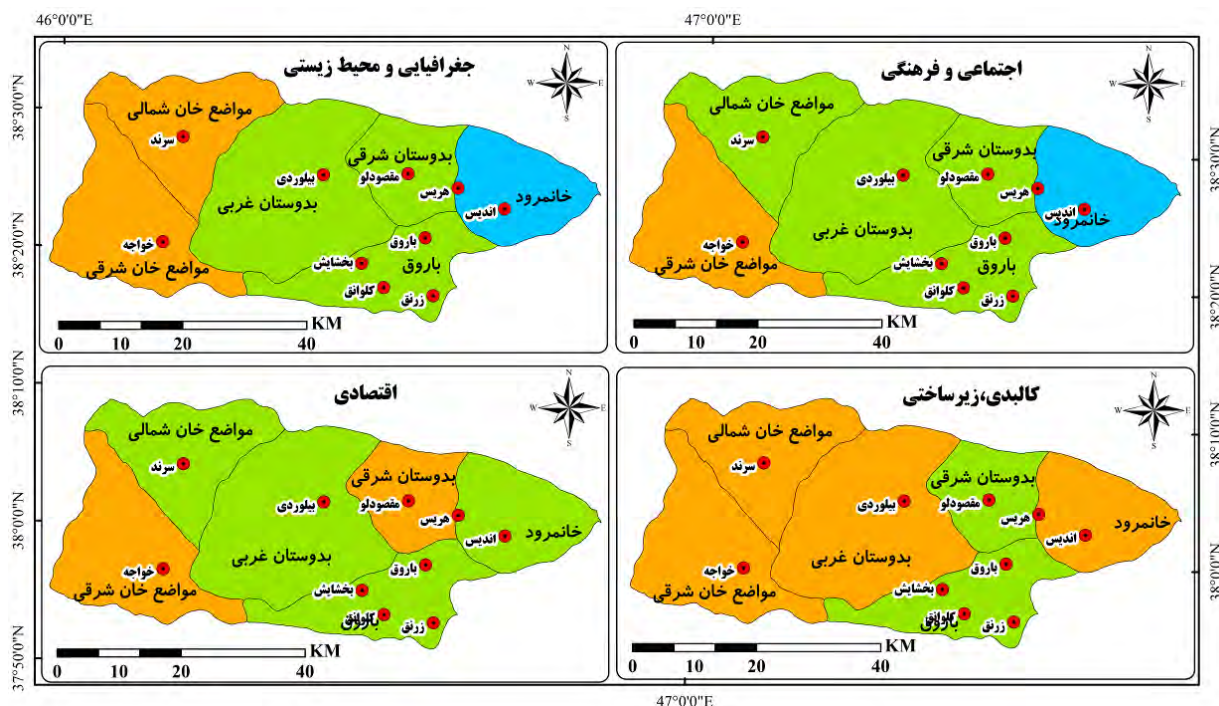 46°0'0"E
47°0'0"E
38°30'0"N
38°20'0"N
38°10'0"N
38°0'0"N
37°50'0"N
جغرافیایی و محیط زیستی
N
W E
S
مواضع خان شمالی
سرند
بدوستان شرقی
مقصودلو
بیلوردی
هریس
خانمرود
اندیس
بدوستان غربی
باروق
خواجه
مواضع خان شرقی
بخشایش
باروق
کلوانق
زرنق
KM
0 10 20 40
اجتماعی و فرهنگی
N
W E
S
مواضع خان شمالی
سرند
بدوستان شرقی
مقصودلو
بیلوردی
هریس
اندیس
خانمرود
بدوستان غربی
باروق
خواجه
مواضع خان شرقی
بخشایش
باروق
کلوانق
زرنق
KM
0 10 20 40
اقتصادی
N
W E
S
مواضع خان شمالی
سرند
بدوستان شرقی
مقصودلو
بیلوردی
هریس
خانمرود
اندیس
بدوستان غربی
باروق
خواجه
مواضع خان شرقی
بخشایش
کلوانق
باروق
زرنق
KM
0 10 20 40
کالبدی،زیرساختی
N
W E
S
مواضع خان شمالی
سرند
بدوستان شرقی
مقصودلو
بیلوردی
هریس
خانمرود
اندیس
بدوستان غربی
باروق
خواجه
مواضع خان شرقی
بخشایش
کلوانق
باروق
زرنق
KM
0 10 20 40
38°30'0"N
38°20'0"N
38°10'0"N
38°0'0"N
47°0'0"E